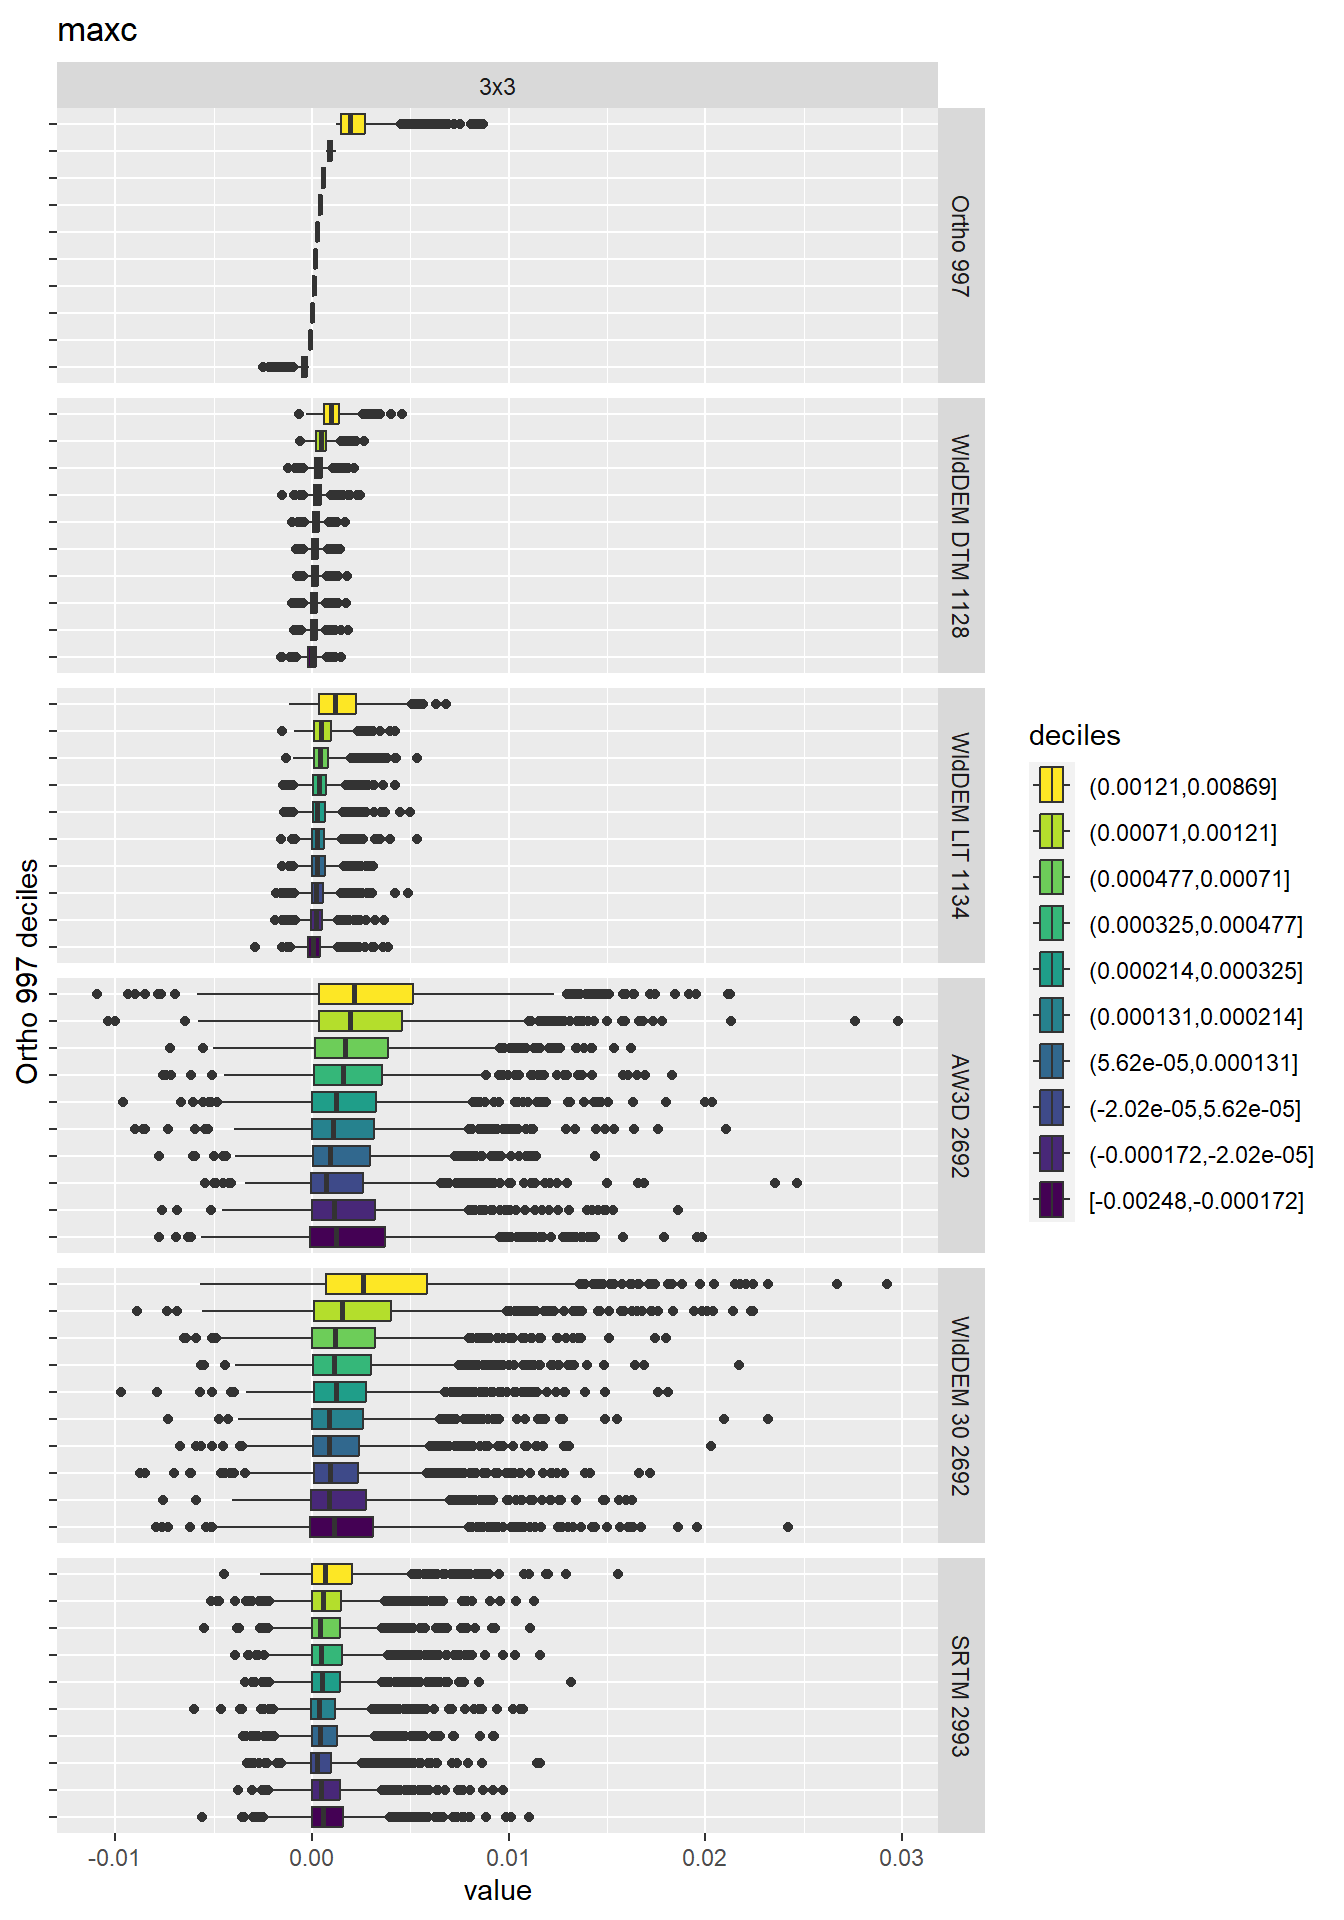 maxc
3x3
Ortho 997
WldDEM DTM 1128
WldDEM LIT 1134
AW3D 2692
WldDEM 30 2692
SRTM 2993
Ortho 997 deciles
-0.01
0.00
0.01
0.02
0.03
value
deciles
(0.00121,0.00869]
(0.00071,0.00121]
(0.000477,0.00071]
(0.000325,0.000477]
(0.000214,0.000325]
(0.000131,0.000214]
(5.62e-05,0.000131]
(-2.02e-05,5.62e-05]
(-0.000172,-2.02e-05]
[-0.00248,-0.000172]